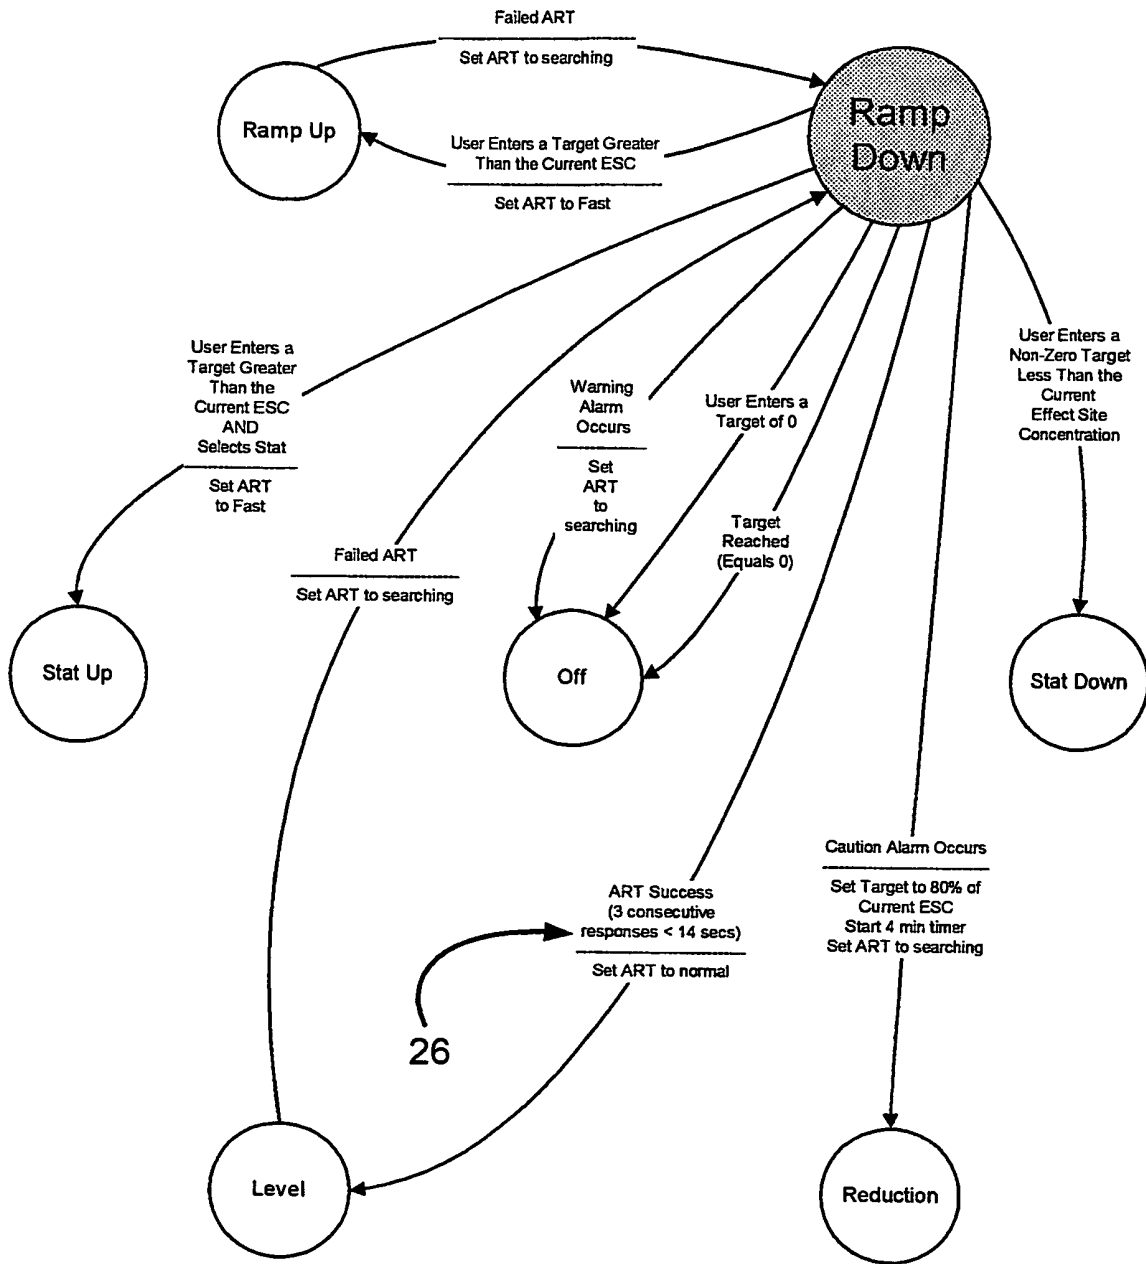 Failed ART
Set ART to searching
Ramp Up
Ramp
Down
User Enters a Target Greater
Than the Current ESC
Set ART to Fast
User Enters a
Target Greater
Than the
Current ESC
AND
Selects Stat
Set ART
to Fast
Warning
Alarm
Occurs
Set
ART
to
searching
User Enters a
Target of 0
User Enters a
Non-Zero Target
Less Than the
Current
Effect Site
Concentration
Target
Reached
(Equals 0)
Failed ART
Set ART to searching
Stat Up
Off
Stat Down
Caution Alarm Occurs
Set Target to 80% of
Current ESC
Start 4 min timer
Set ART to searching
ART Success
(3 consecutive
responses < 14 secs)
Set ART to normal
26
Level
Reduction